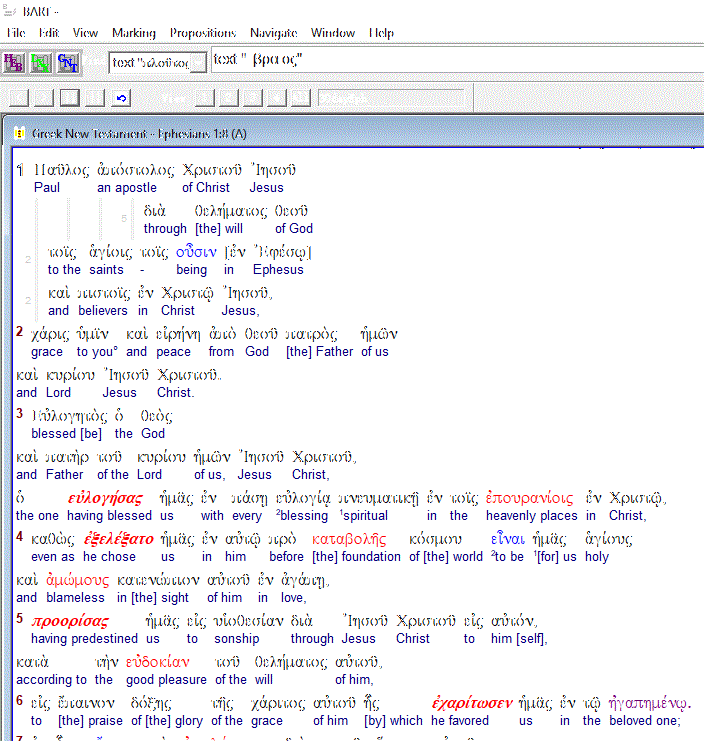 BART -
File Edit View Marking Propositions Navigate Window Help
HEB CNT
Greek New Testament - Ephesians 1:8 (A)
¶ Παῦλος ἀπόστολος Χριστοῦ Ἰησοῦ
Paul an apostle of Christ Jesus
5 διὰ θελήματος θεοῦ
through [the] will of God
τοῖς ἁγίοις τοῖς οὖσιν [ἐν Ἐφέσῳ]
2 to the saints - being in Ephesus
2 καὶ πιστοῖς ἐν Χριστῷ Ἰησοῦ,
and believers in Christ Jesus,
2 χάρις ὑμῖν καὶ εἰρήνη ἀπὸ θεοῦ πατρὸς ἡμῶν
grace to you° and peace from God [the] Father of us
καὶ κυρίου Ἰησοῦ Χριστοῦ.
and Lord Jesus Christ.
3 Εὐλογητὸς ὁ θεὸς
blessed [be] the God
καὶ πατὴρ τοῦ κυρίου ἡμῶν Ἰησοῦ Χριστοῦ,
and Father of the Lord of us, Jesus Christ,
ὁ εὐλογήσας ἡμᾶς ἐν πάσῃ εὐλογίᾳ πνευματικῇ ἐν τοῖς ἐπουρανίοις ἐν Χριστῷ,
the one having blessed us with every ²blessing ¹spiritual in the heavenly places in Christ,
4 καθὼς ἐξελέξατο ἡμᾶς ἐν αὐτῷ πρὸ καταβολῆς κόσμου εἶναι ἡμᾶς ἁγίους
even as he chose us in him before [the] foundation of [the] world ²to be ¹[for] us holy
καὶ ἀμώμους κατενώπιον αὐτοῦ ἐν ἀγάπῃ,
and blameless in [the] sight of him in love,
5 προορίσας ἡμᾶς εἰς υἱοθεσίαν διὰ Ἰησοῦ Χριστοῦ εἰς αὐτόν,
having predestined us to sonship through Jesus Christ to him [self],
κατὰ τὴν εὐδοκίαν τοῦ θελήματος αὐτοῦ,
according to the good pleasure of the will of him,
6 εἰς ἔπαινον δόξης τῆς χάριτος αὐτοῦ ἧς ἐχαρίτωσεν ἡμᾶς ἐν τῷ ἠγαπημένῳ.
to [the] praise of [the] glory of the grace of him [by] which he favored us in the beloved one;